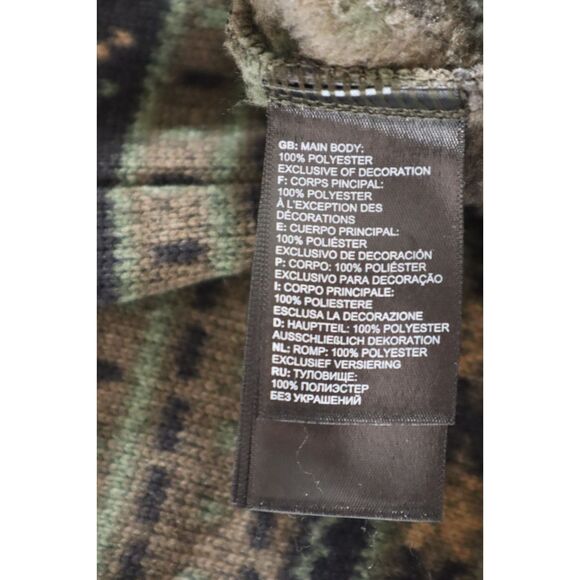 GB: MAIN BODY:
100% POLYESTER
EXCLUSIVE OF DECORATION
F: CORPS PINCIPAL:
100% POLYESTER
À L'EXCEPTION DES
DÉCORATIONS
E: CUERPO PRINCIPAL:
100% POLIÉSTER
EXCLUSIVO DE DECORACIÓN
P: CORPO: 100% POLIÉSTER
EXCLUSIVO PARA DECORAÇÃO
I: CORPO PRINCIPALE:
100% POLIESTERE
ESCLUSA LA DECORAZIONE
D: HAUPTTEIL: 100% POLYESTER
AUSSCHLIEßLICH DEKORATION
NL: ROMP: 100% POLYESTER
EXCLUSIEF VERSIERING
RU: ТУЛОВИЩЕ:
100% ПОЛИЭСТЕР
БЕЗ УКРАШЕНИЙ